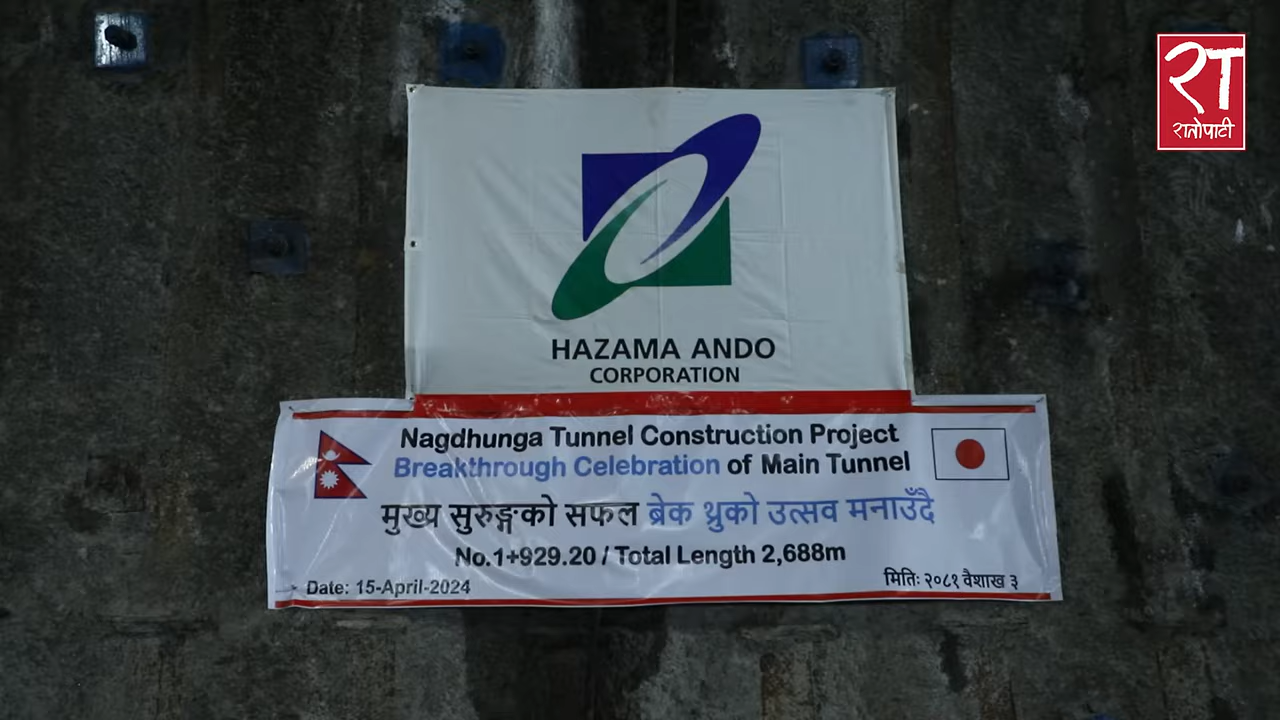 रातोपाटी
HAZAMA ANDO
CORPORATION
Nagdhunga Tunnel Construction Project
Breakthrough Celebration of Main Tunnel
मुख्य सुरुङ्गको सफल ब्रेक थ्रुको उत्सव मनाउँदै
No.1+929.20 / Total Length 2,688m
Date: 15-April-2024
मितिः २०८१ वैशाख ३